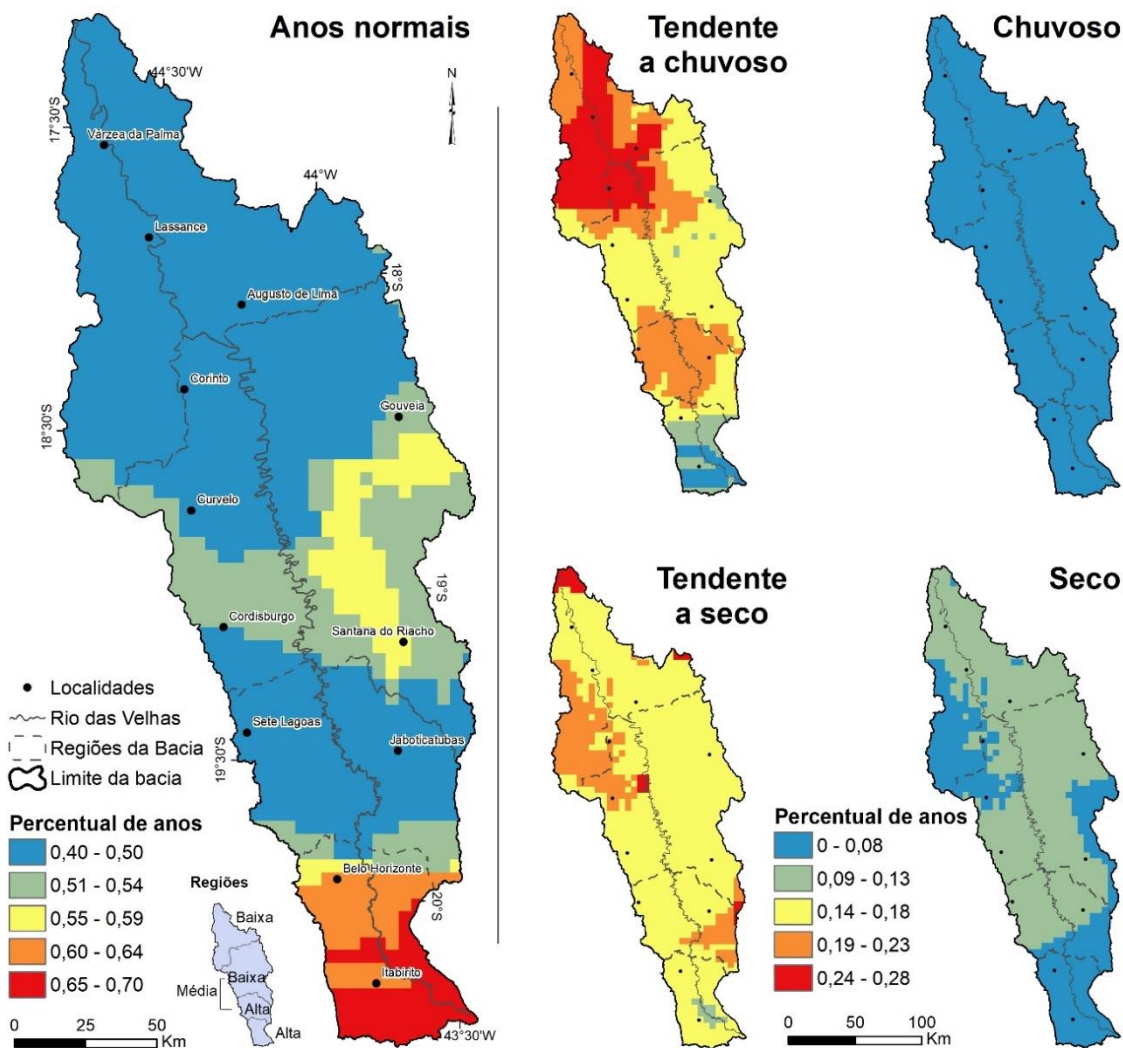 Anos normais
44°30'W
N
17°30'S
Várzea da Palma
44°W
Lassance
18°S
Augusto de Lima
Corinto
Gouveia
18°30'S
Curvelo
19°S
Cordisburgo
Santana do Riacho
Sete Lagoas
Jaboticatubas
19°30'S
Belo Horizonte
20°S
Itabirito
43°30'W
Localidades
Rio das Velhas
Regiões da Bacia
Limite da bacia
Percentual de anos
0,40 - 0,50
0,51 - 0,54
0,55 - 0,59
0,60 - 0,64
0,65 - 0,70
0 25 50
Km
Regiões
Baixa
Baixa
Média
Alta
Alta
Tendente
a chuvoso
Chuvoso
Tendente
a seco
Seco
Percentual de anos
0 - 0,08
0,09 - 0,13
0,14 - 0,18
0,19 - 0,23
0,24 - 0,28
0 50 100
Km